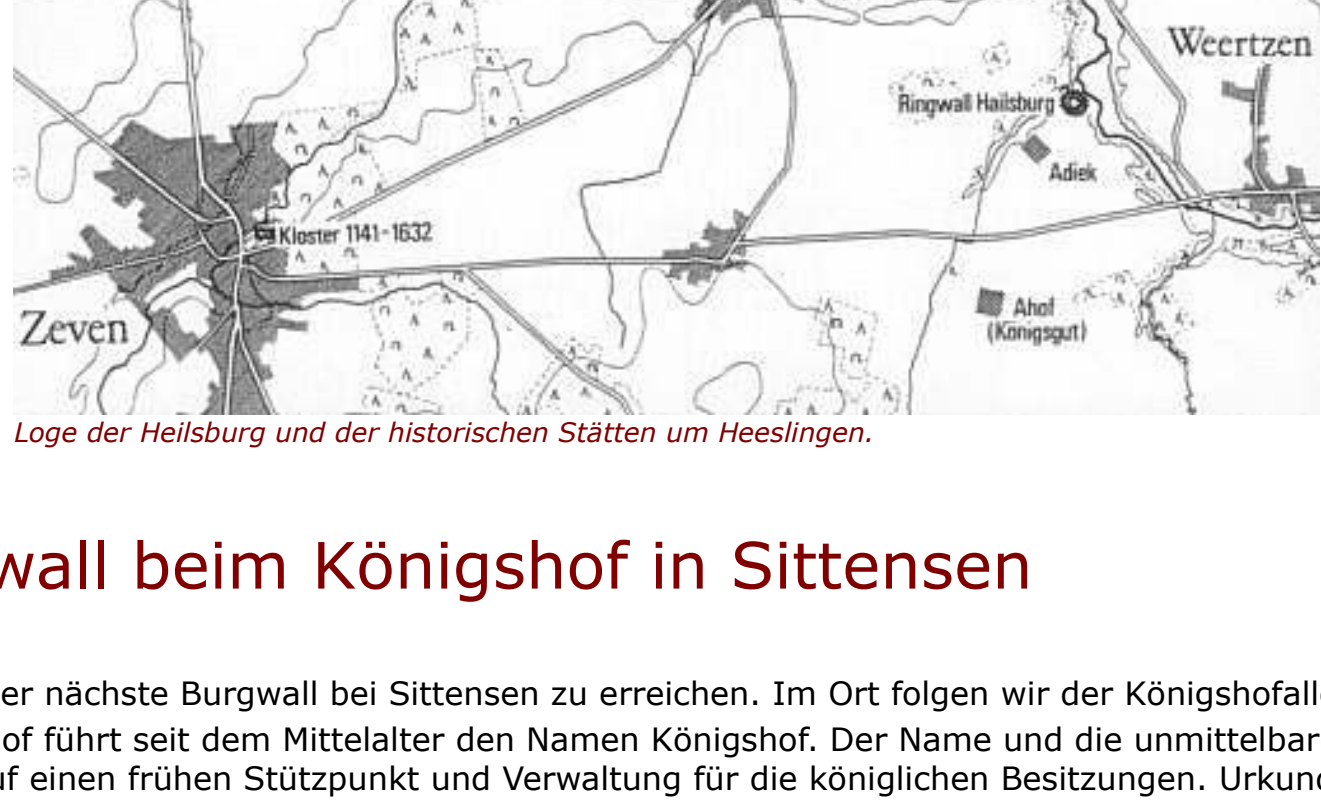 Weertzen
Ringwall Hailsburg
Adiek
Kloster 1141-1632
Zeven
Ahof
(Königsgut)
Loge der Heilsburg und der historischen Stätten um Heeslingen.
wall beim Königshof in Sittensen
er nächste Burgwall bei Sittensen zu erreichen. Im Ort folgen wir der Königshofall
of führt seit dem Mittelalter den Namen Königshof. Der Name und die unmittelbar
uf einen frühen Stützpunkt und Verwaltung für die königlichen Besitzungen. Urkund